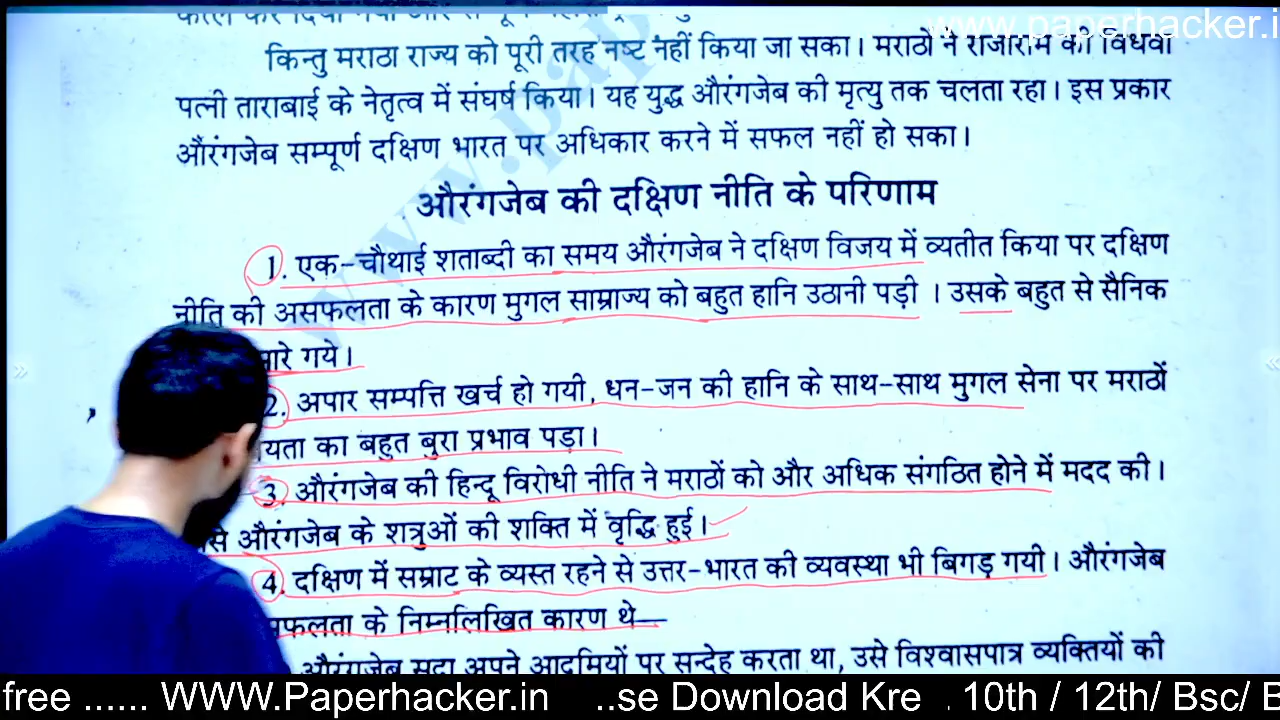 www.paperhacker.i
किन्तु मराठा राज्य को पूरी तरह नष्ट नहीं किया जा सका। मराठों ने राजाराम की विधवा
पत्नी ताराबाई के नेतृत्व में संघर्ष किया। यह युद्ध औरंगजेब की मृत्यु तक चलता रहा। इस प्रकार
औरंगजेब सम्पूर्ण दक्षिण भारत पर अधिकार करने में सफल नहीं हो सका।
औरंगजेब की दक्षिण नीति के परिणाम
1. एक-चौथाई शताब्दी का समय औरंगजेब ने दक्षिण विजय में व्यतीत किया पर दक्षिण
नीति की असफलता के कारण मुगल साम्राज्य को बहुत हानि उठानी पड़ी । उसके बहुत से सैनिक
मारे गये।
2. अपार सम्पत्ति खर्च हो गयी, धन-जन की हानि के साथ-साथ मुगल सेना पर मराठों
का बहुत बुरा प्रभाव पड़ा।
3. औरंगजेब की हिन्दू विरोधी नीति ने मराठों को और अधिक संगठित होने में मदद की।
से औरंगजेब के शत्रुओं की शक्ति में वृद्धि हुई।
4. दक्षिण में सम्राट के व्यस्त रहने से उत्तर-भारत की व्यवस्था भी बिगड़ गयी। औरंगजेब
फलता के निम्नलिखित कारण थे—
औरंगजेब सदा अपने आदमियों पर सन्देह करता था, उसे विश्वासपात्र व्यक्तियों की
free ...... WWW.Paperhacker.in ..se Download Kre . 10th / 12th/ Bsc/ B